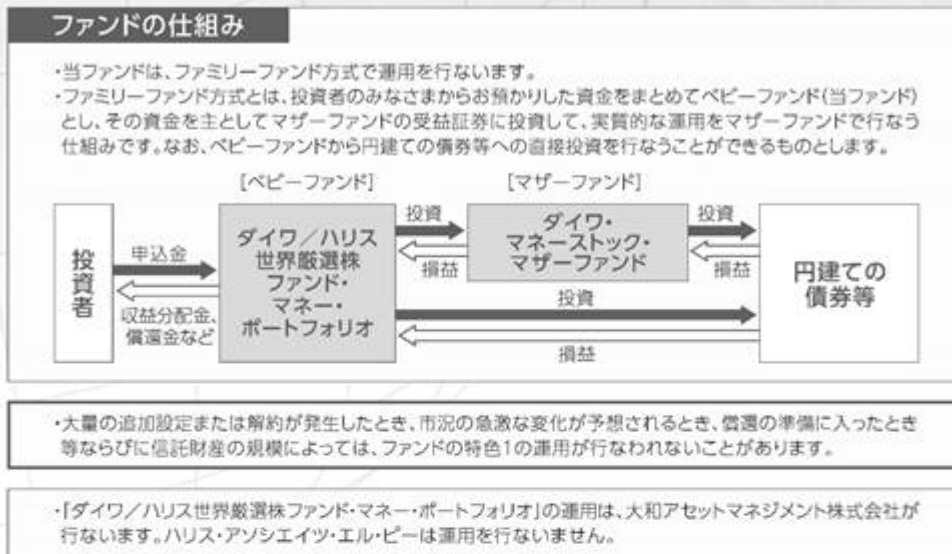 ファンドの仕組み
・当ファンドは、ファミリーファンド方式で運用を行ないます。
・ファミリーファンド方式とは、投資者のみなさまからお預かりした資金をまとめてベビーファンド(当ファンド)
とし、その資金を主としてマザーファンドの受益証券に投資して、実質的な運用をマザーファンドで行なう
仕組みです。なお、ベビーファンドから円建ての債券等への直接投資を行なうことができるものとします。
[ベビーファンド]
[マザーファンド]
投資者
申込金
収益分配金、
償還金など
ダイワ／ハリス
世界厳選株
ファンド・
マネー・
ポートフォリオ
投資
損益
ダイワ・
マネーストック・
マザーファンド
投資
損益
投資
損益
円建ての
債券等
・大量の追加設定または解約が発生したとき、市況の急激な変化が予想されるとき、償還の準備に入ったとき
等ならびに信託財産の規模によっては、ファンドの特色1の運用が行なわれないことがあります。
・「ダイワ／ハリス世界厳選株ファンド・マネー・ポートフォリオ」の運用は、大和アセットマネジメント株式会社が
行ないます。ハリス・アソシエイツ・エル・ピーは運用を行ないません。